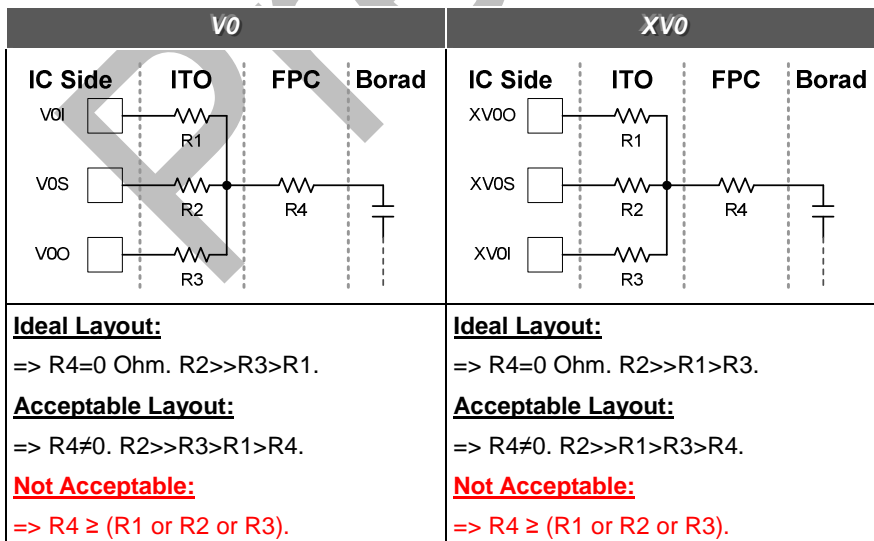 V0
XV0
IC Side ITO FPC Borad
V0I
R1
V0S
R2
R4
V0O
R3
IC Side ITO FPC Borad
XV0O
R1
XV0S
R2
R4
XV0I
R3
Ideal Layout:
=> R4=0 Ohm. R2>>R3>R1.
Acceptable Layout:
=> R4≠0. R2>>R3>R1>R4.
Not Acceptable:
=> R4 ≥ (R1 or R2 or R3).
Ideal Layout:
=> R4=0 Ohm. R2>>R1>R3.
Acceptable Layout:
=> R4≠0. R2>>R1>R3>R4.
Not Acceptable:
=> R4 ≥ (R1 or R2 or R3).